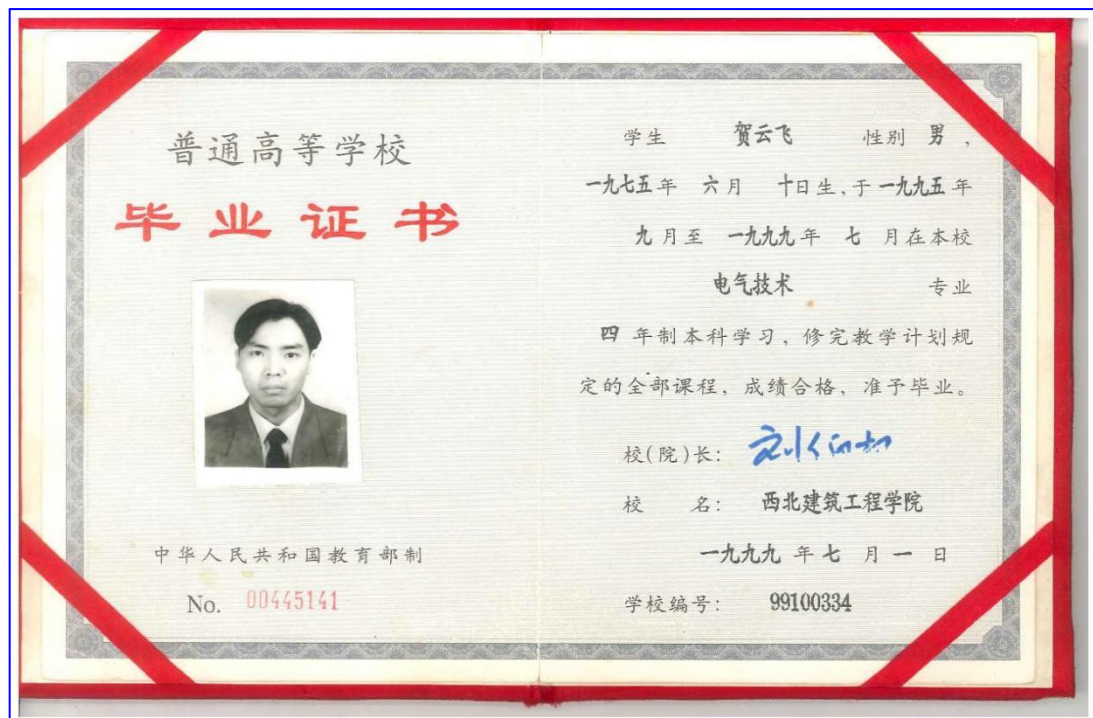 普通高等学校
毕业证书
中华人民共和国教育部制
No. 00445141
学生 贺云飞 性别 男,
一九七五年 六月 十日生,于一九九五年
九月至 一九九九年 七 月在本校
电气技术 专业
四 年制本科学习,修完教学计划规
定的全部课程,成绩合格,准予毕业。
校(院)长:
校 名: 西北建筑工程学院
一九九九 年 七 月 一 日
学校编号: 99100334